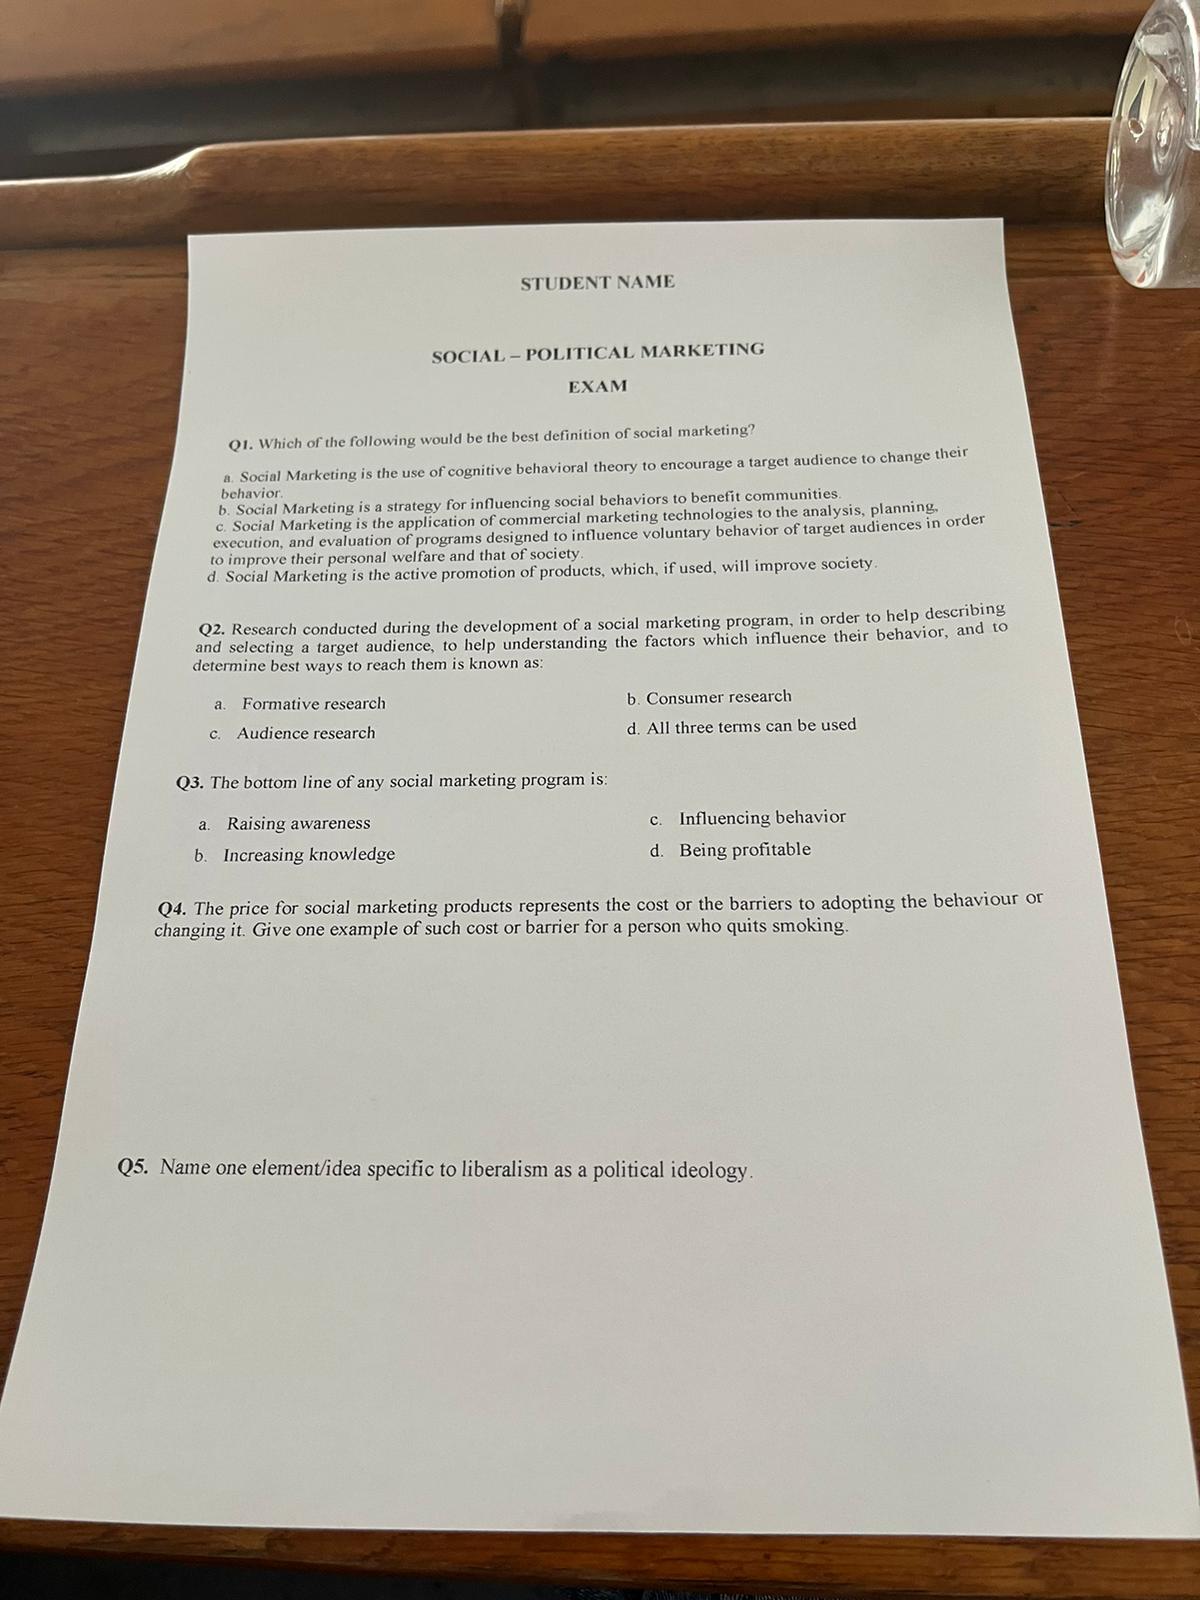 STUDENT NAME
SOCIAL – POLITICAL MARKETING
EXAM
Q1. Which of the following would be the best definition of social marketing?
a. Social Marketing is the use of cognitive behavioral theory to encourage a target audience to change their
behavior.
b. Social Marketing is a strategy for influencing social behaviors to benefit communities.
c. Social Marketing is the application of commercial marketing technologies to the analysis, planning,
execution, and evaluation of programs designed to influence voluntary behavior of target audiences in order
to improve their personal welfare and that of society.
d. Social Marketing is the active promotion of products, which, if used, will improve society.
Q2. Research conducted during the development of a social marketing program, in order to help describing
and selecting a target audience, to help understanding the factors which influence their behavior, and to
determine best ways to reach them is known as:
a. Formative research
b. Consumer research
c. Audience research
d. All three terms can be used
Q3. The bottom line of any social marketing program is:
a. Raising awareness
c. Influencing behavior
b. Increasing knowledge
d. Being profitable
Q4. The price for social marketing products represents the cost or the barriers to adopting the behaviour or
changing it. Give one example of such cost or barrier for a person who quits smoking.
Q5. Name one element/idea specific to liberalism as a political ideology.